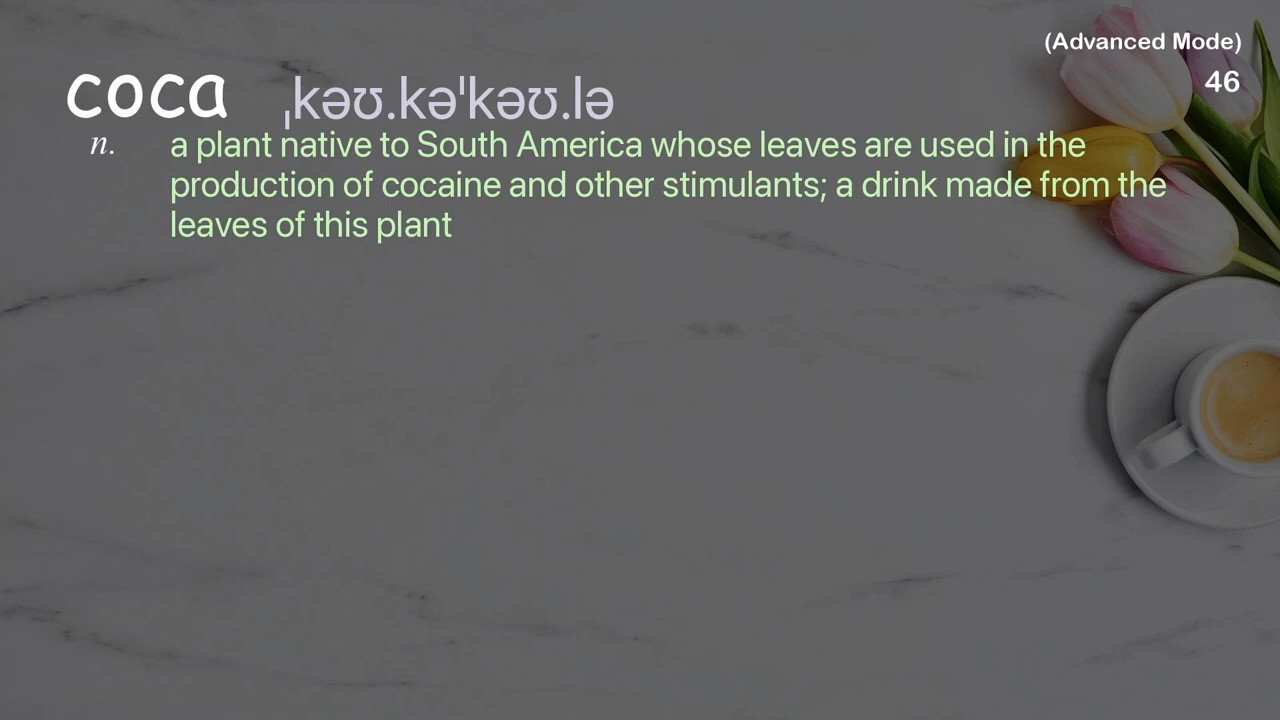 (Advanced Mode)
46
coca ˌkəʊ.kəˈkəʊ.lə
n. a plant native to South America whose leaves are used in the
production of cocaine and other stimulants; a drink made from the
leaves of this plant